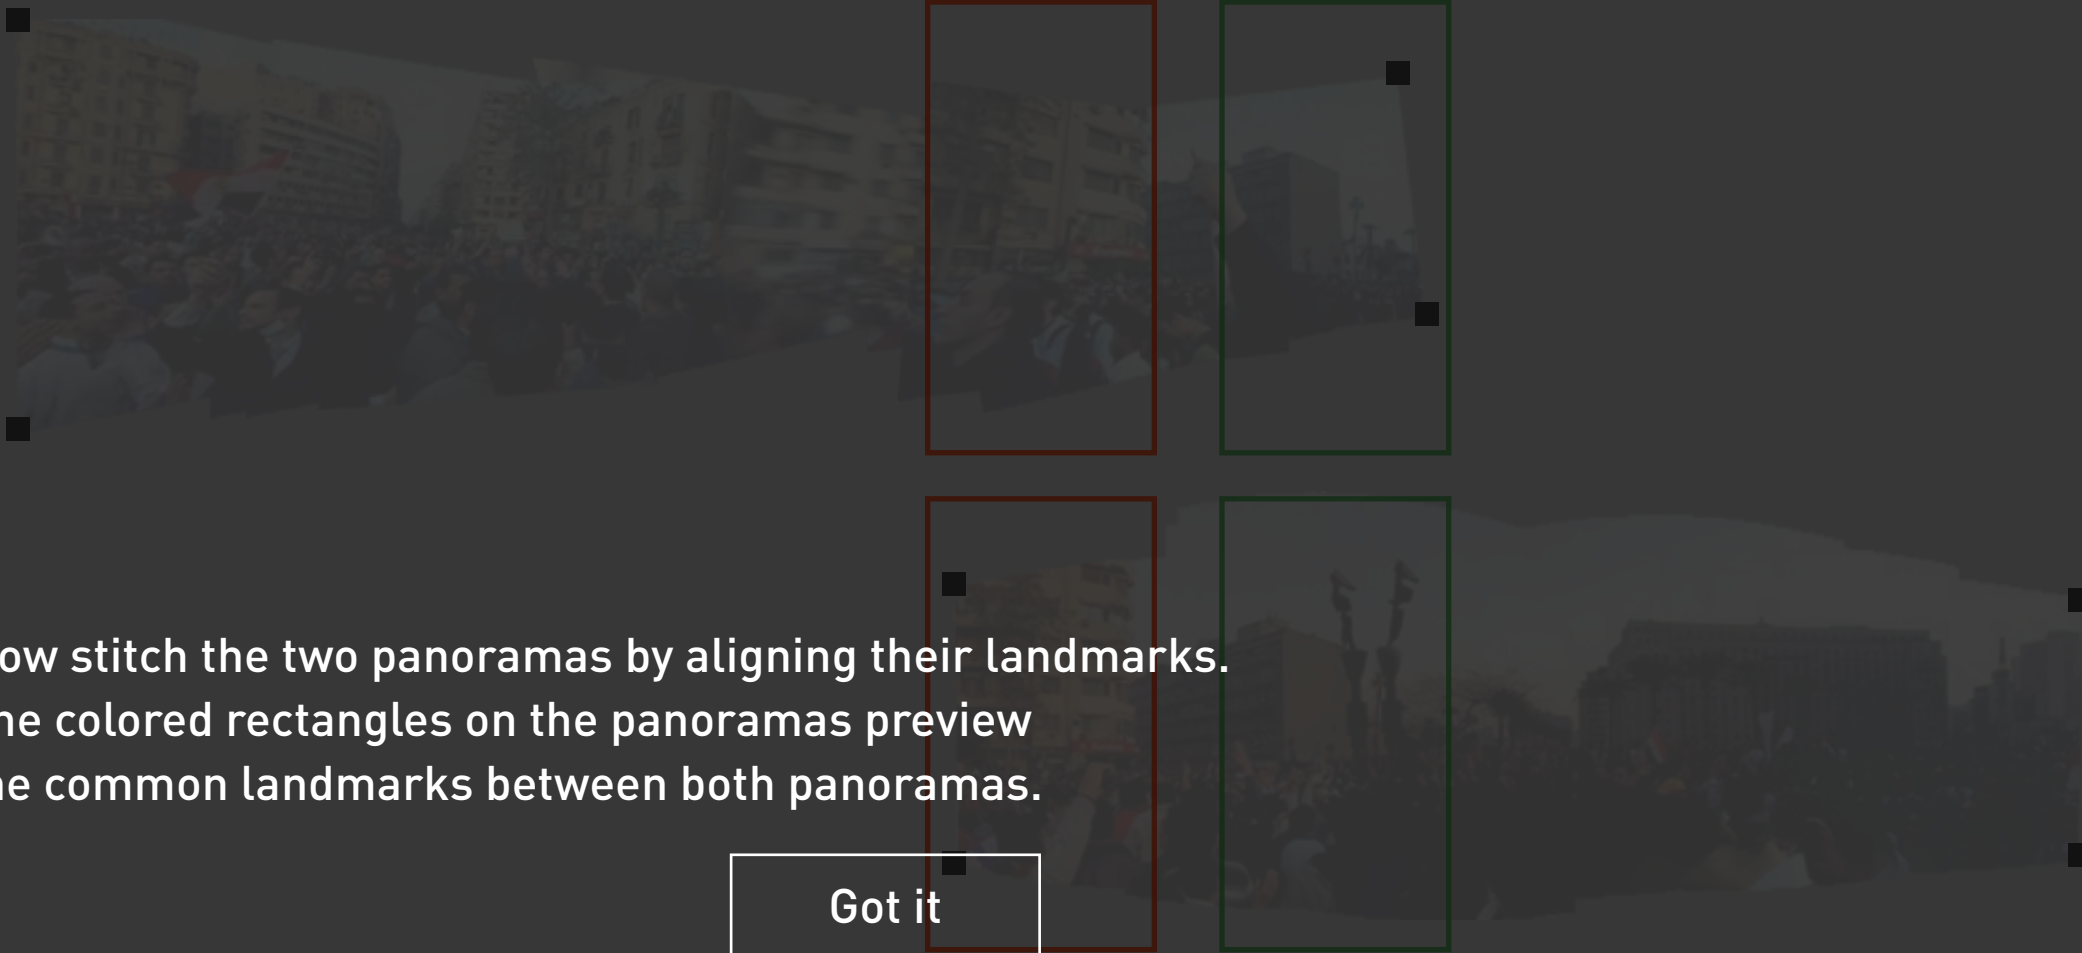 ow stitch the two panoramas by aligning their landmarks.
he colored rectangles on the panoramas preview
he common landmarks between both panoramas.
Got it